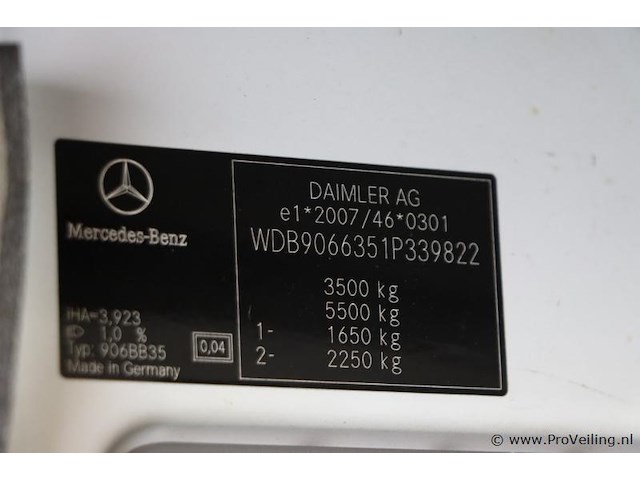 Mercedes-Benz
IHA=3,923
1,0 %
Typ: 906BB35
Made in Germany
0,04
DAIMLER AG
e1*2007/46*0301
WDB9066351P339822
3500 kg
5500 kg
1- 1650 kg
2- 2250 kg
© www.ProVeiling.nl